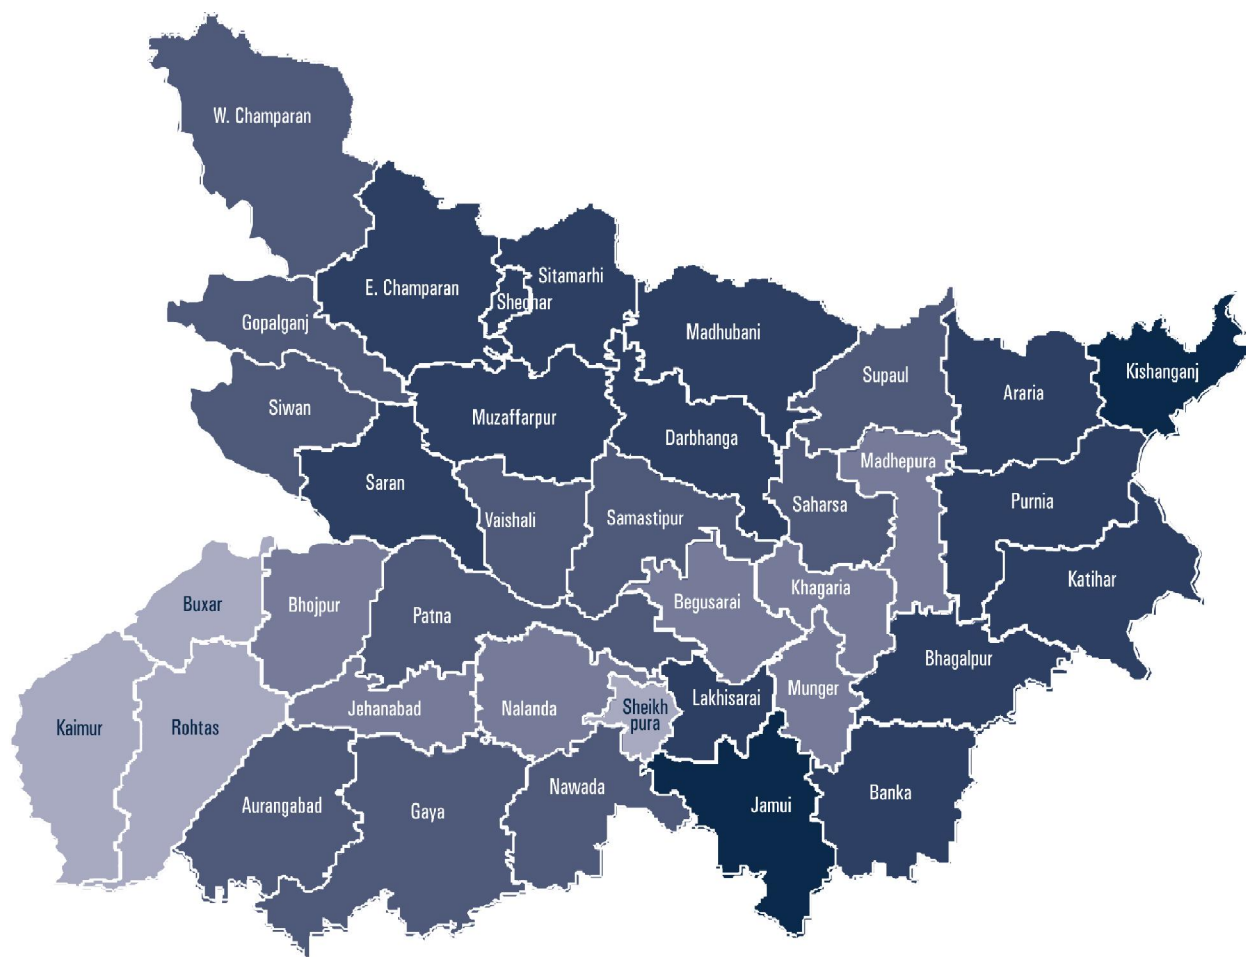 W. Champaran
E. Champaran
Sitamarhi
Sheohar
Gopalganj
Madhubani
Supaul
Araria
Kishanganj
Siwan
Muzaffarpur
Darbhanga
Madhepura
Saran
Vaishali
Samastipur
Saharsa
Purnia
Katihar
Buxar
Bhojpur
Patna
Begusarai
Khagaria
Bhagalpur
Kaimur
Rohtas
Jehanabad
Nalanda
Sheikh
pura
Lakhisarai
Munger
Aurangabad
Gaya
Nawada
Jamui
Banka